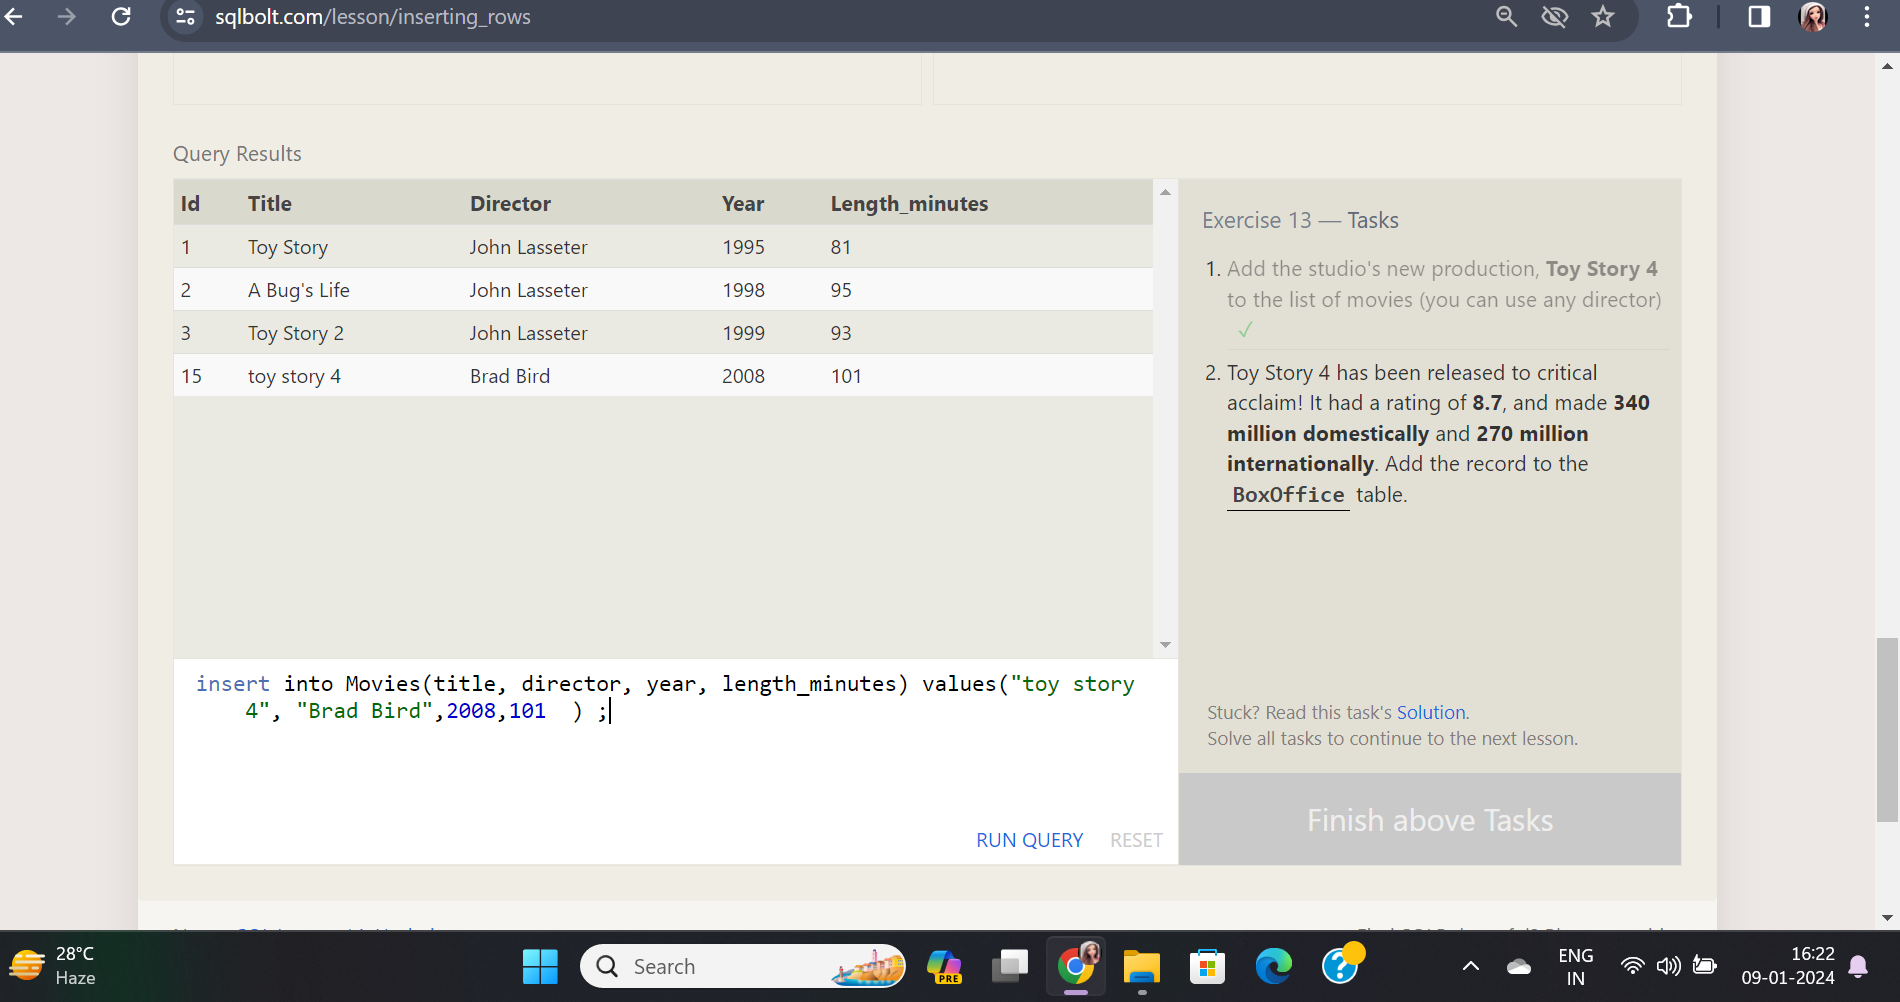 sqlbolt.com/lesson/inserting_rows
Query Results
Id Title Director Year Length_minutes
1 Toy Story John Lasseter 1995 81
2 A Bug's Life John Lasseter 1998 95
3 Toy Story 2 John Lasseter 1999 93
15 toy story 4 Brad Bird 2008 101
insert into Movies(title, director, year, length_minutes) values("toy story
4", "Brad Bird",2008,101 ) ;
RUN QUERY RESET
Exercise 13 — Tasks
1. Add the studio's new production, Toy Story 4
to the list of movies (you can use any director)
✓
2. Toy Story 4 has been released to critical
acclaim! It had a rating of 8.7, and made 340
million domestically and 270 million
internationally. Add the record to the
BoxOffice table.
Stuck? Read this task's Solution.
Solve all tasks to continue to the next lesson.
Finish above Tasks
28°C
Haze
Search
PRE
ENG
IN
16:22
09-01-2024